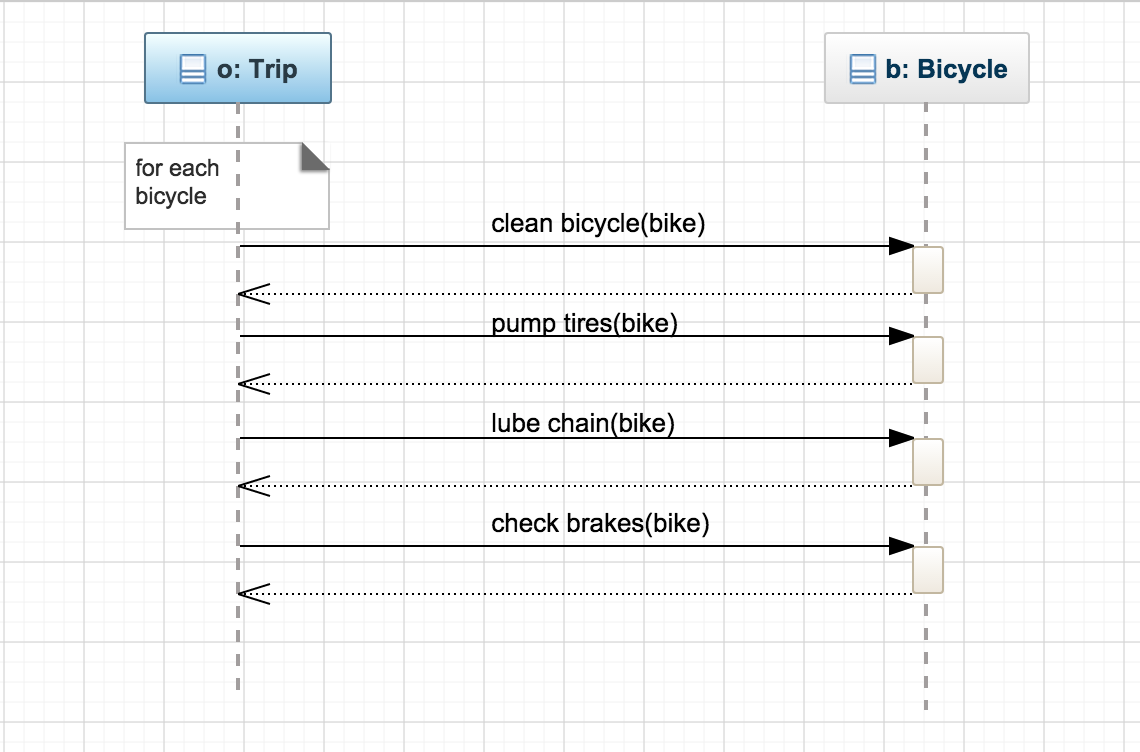 o: Trip
b: Bicycle
for each
bicycle
clean bicycle(bike)
pump tires(bike)
lube chain(bike)
check brakes(bike)